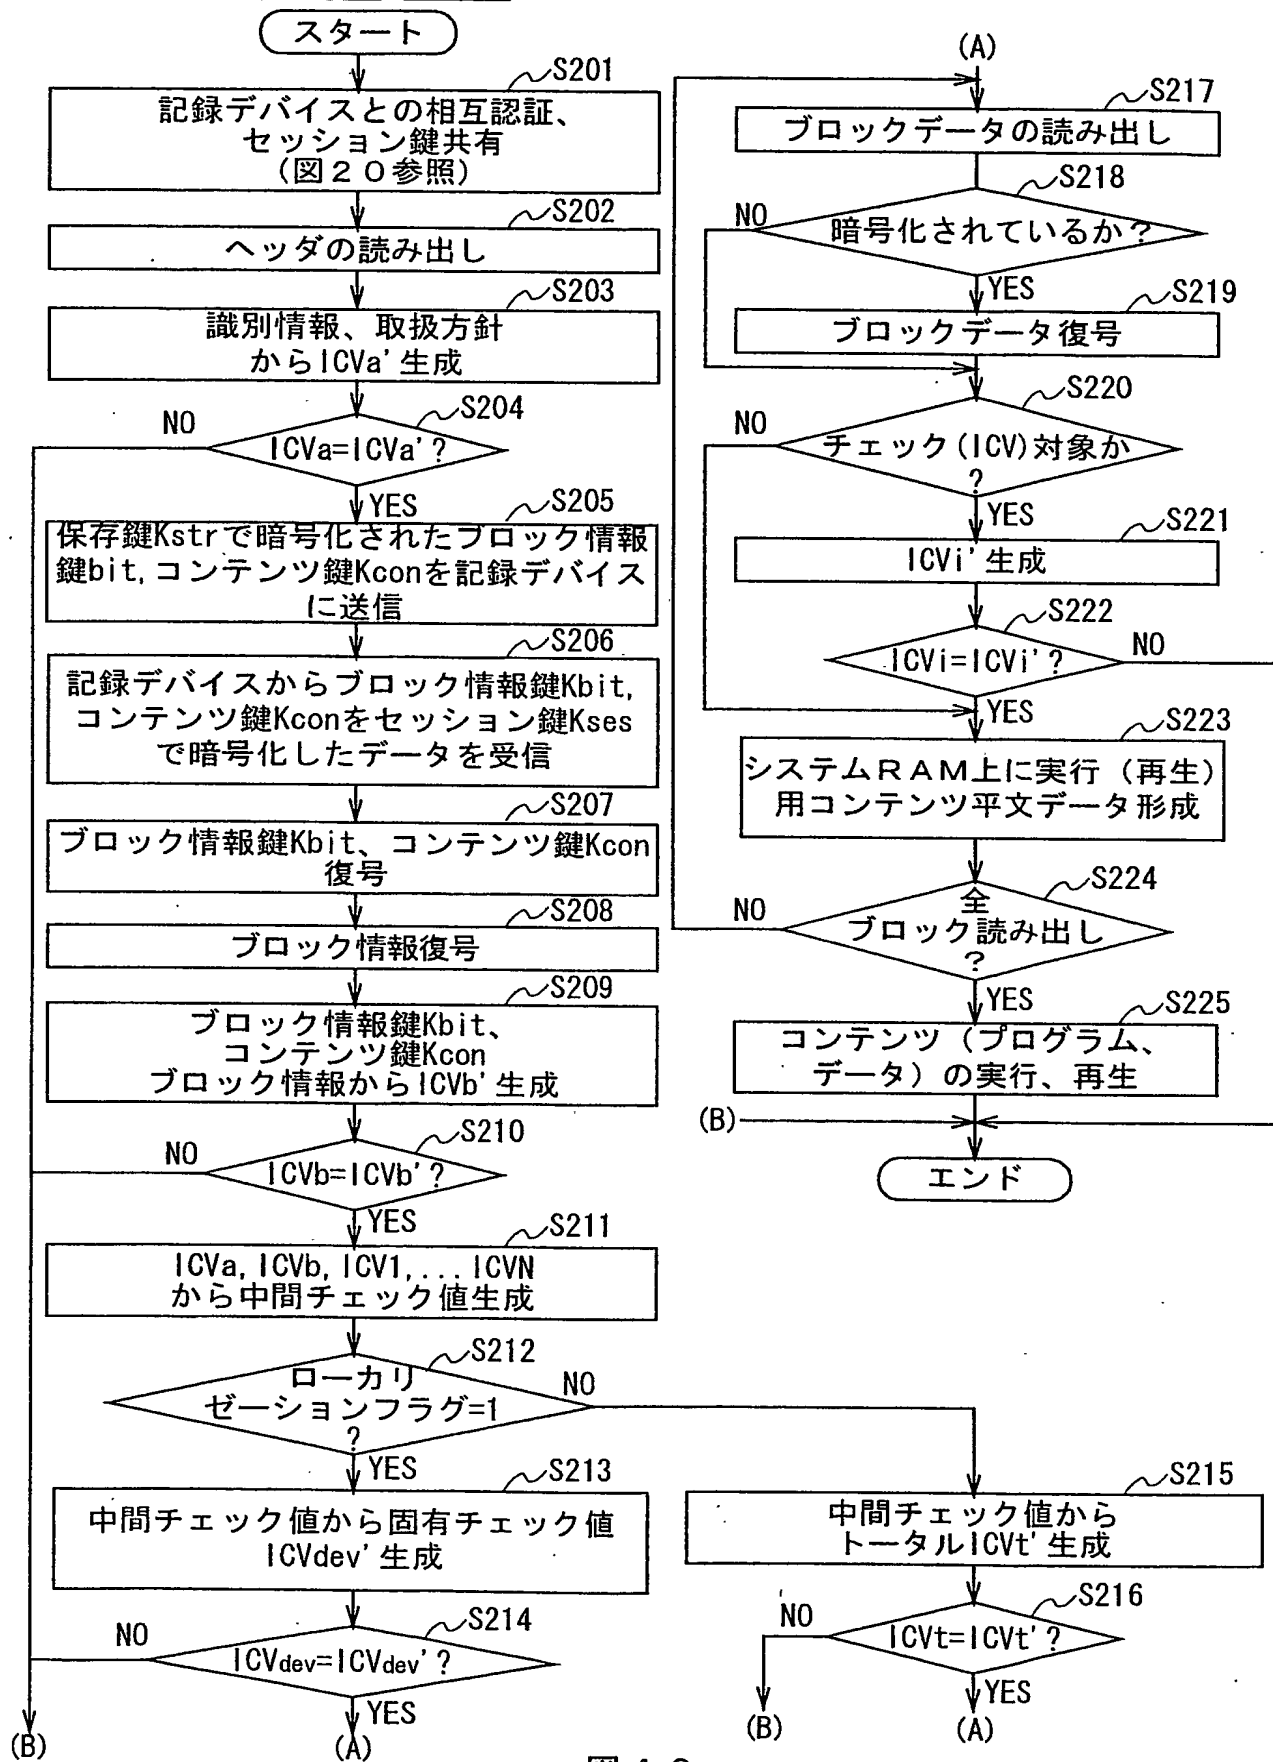 スタート
S201
記録デバイスとの相互認証、
セッション鍵共有
(図２０参照)
S202
ヘッダの読み出し
S203
識別情報、取扱方針
からICVa'生成
S204
ICVa=ICVa'?
NO
YES
S205
保存鍵Kstrで暗号化されたブロック情報
鍵bit,コンテンツ鍵Kconを記録デバイス
に送信
S206
記録デバイスからブロック情報鍵Kbit,
コンテンツ鍵Kconをセッション鍵Kses
で暗号化したデータを受信
S207
ブロック情報鍵Kbit、コンテンツ鍵Kcon
復号
S208
ブロック情報復号
S209
ブロック情報鍵Kbit、
コンテンツ鍵Kcon
ブロック情報からICVb'生成
S210
NO
ICVb=ICVb'?
YES
S211
ICVa,ICVb,ICV1,...ICVN
から中間チェック値生成
S212
ローカリ
ゼーションフラグ=1
?
NO
YES
S213
中間チェック値から固有チェック値
ICVdev'生成
S214
NO
ICVdev=ICVdev'?
YES
(B)
(A)
S215
中間チェック値から
トータルICVt'生成
S216
NO
ICVt=ICVt'?
YES
(B)
(A)
(A)
S217
ブロックデータの読み出し
S218
NO
暗号化されているか?
YES
S219
ブロックデータ復号
S220
NO
チェック(ICV)対象か
?
YES
S221
ICVi'生成
S222
ICVi=ICVi'?
NO
YES
S223
システムＲＡＭ上に実行（再生）
用コンテンツ平文データ形成
S224
NO
全
ブロック読み出し
?
YES
S225
コンテンツ（プログラム、
データ）の実行、再生
(B)
エンド